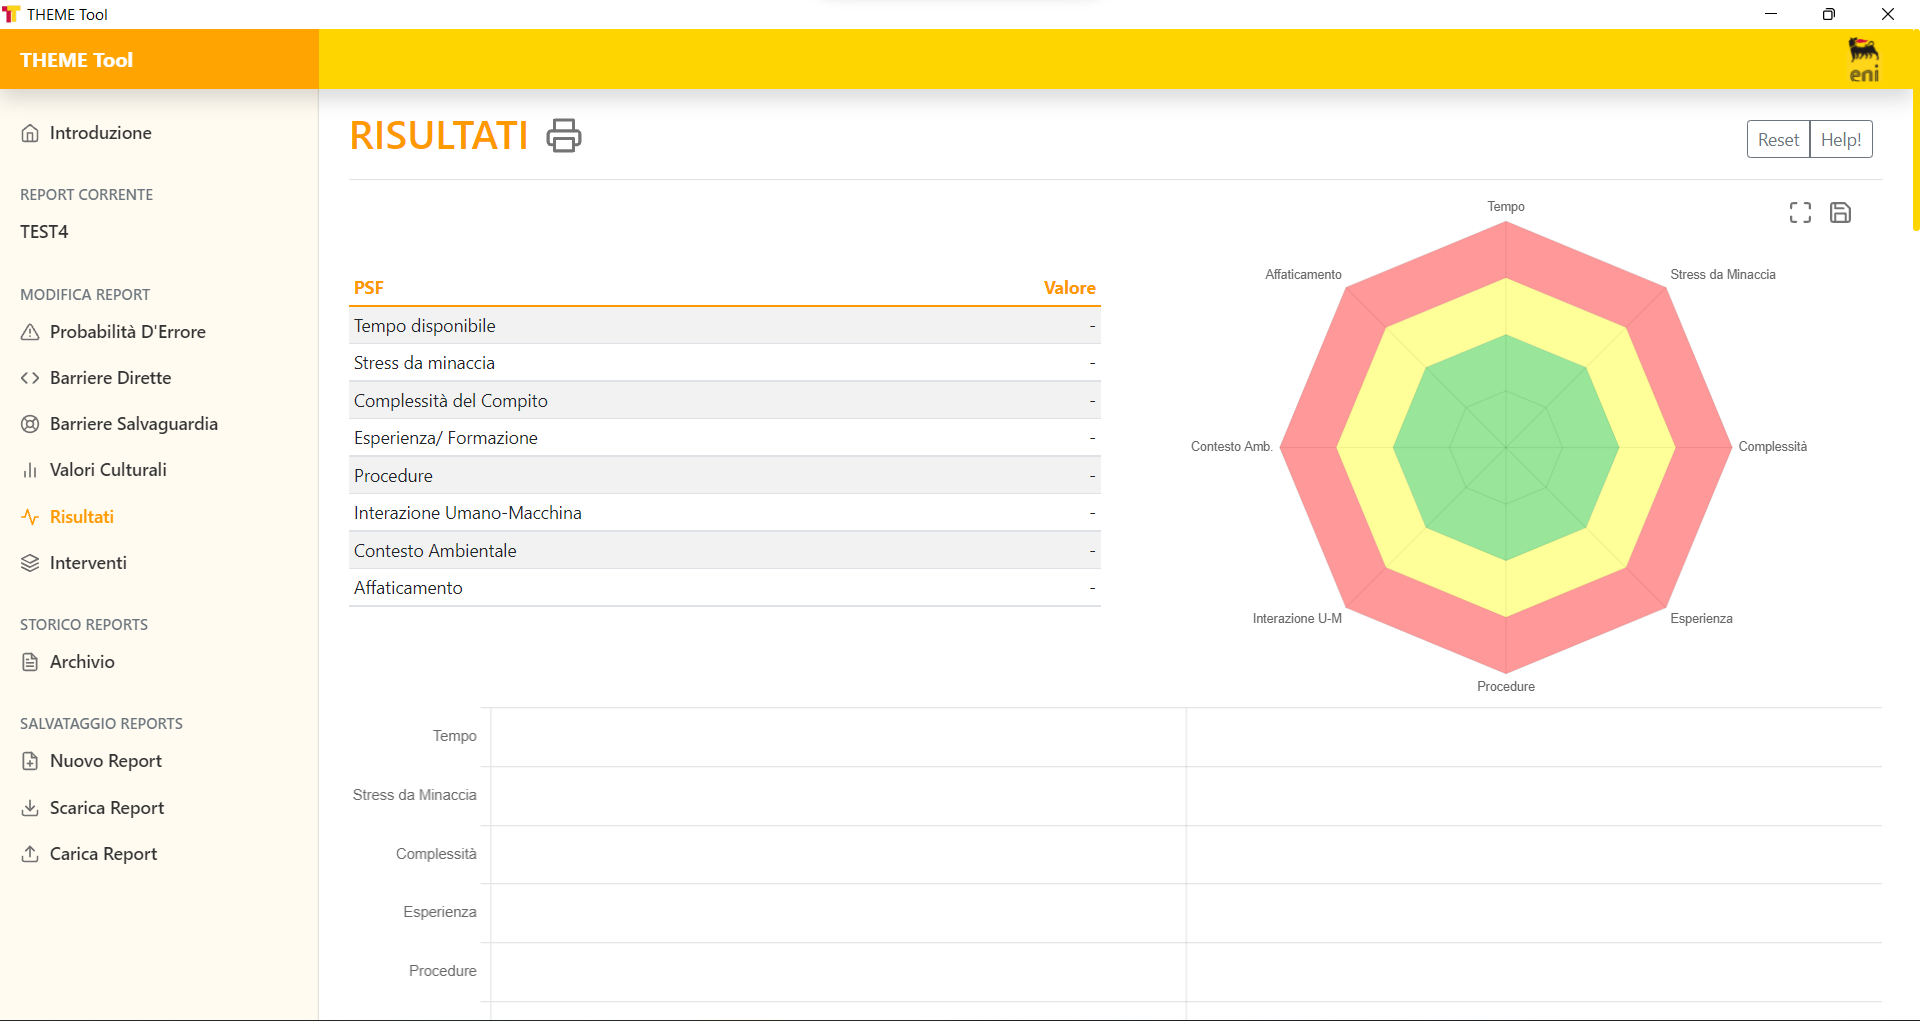 THEME Tool
THEME Tool
eni
Introduzione
REPORT CORRENTE
TEST4
MODIFICA REPORT
Probabilità D'Errore
Barriere Dirette
Barriere Salvaguardia
Valori Culturali
Risultati
Interventi
STORICO REPORTS
Archivio
SALVATAGGIO REPORTS
Nuovo Report
Scarica Report
Carica Report
RISULTATI
Reset Help!
PSF Valore
Tempo disponibile -
Stress da minaccia -
Complessità del Compito -
Esperienza/ Formazione -
Procedure -
Interazione Umano-Macchina -
Contesto Ambientale -
Affaticamento -
Tempo
Affaticamento Stress da Minaccia
Contesto Amb. Complessità
Interazione U-M Esperienza
Procedure
Tempo
Stress da Minaccia
Complessità
Esperienza
Procedure